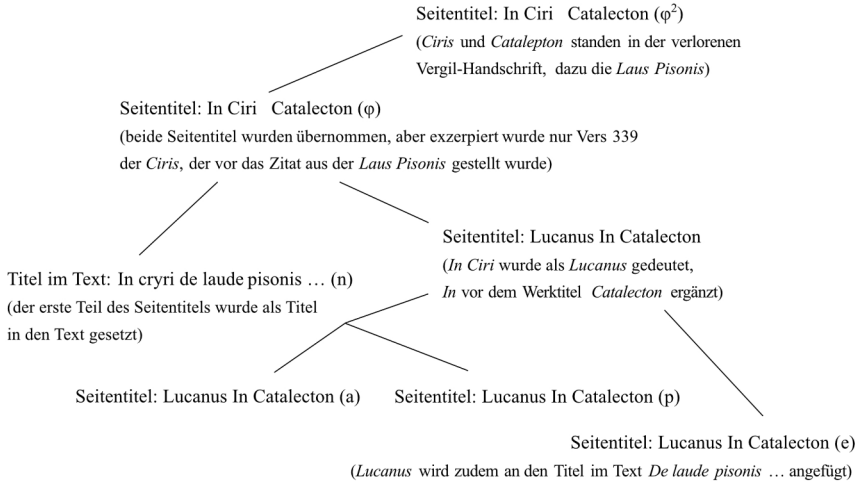 Seitentitel: In Ciri Catalecton (φ²)
(Ciris und Catalepton standen in der verlorenen
Vergil-Handschrift, dazu die Laus Pisonis)
Seitentitel: In Ciri Catalecton (φ)
(beide Seitentitel wurden übernommen, aber exzerpiert wurde nur Vers 339
der Ciris, der vor das Zitat aus der Laus Pisonis gestellt wurde)
Seitentitel: Lucanus In Catalecton
(In Ciri wurde als Lucanus gedeutet,
In vor dem Werktitel Catalecton ergänzt)
Titel im Text: In cryri de laude pisonis … (n)
(der erste Teil des Seitentitels wurde als Titel
in den Text gesetzt)
Seitentitel: Lucanus In Catalecton (a)
Seitentitel: Lucanus In Catalecton (p)
Seitentitel: Lucanus In Catalecton (e)
(Lucanus wird zudem an den Titel im Text De laude pisonis … angefügt)